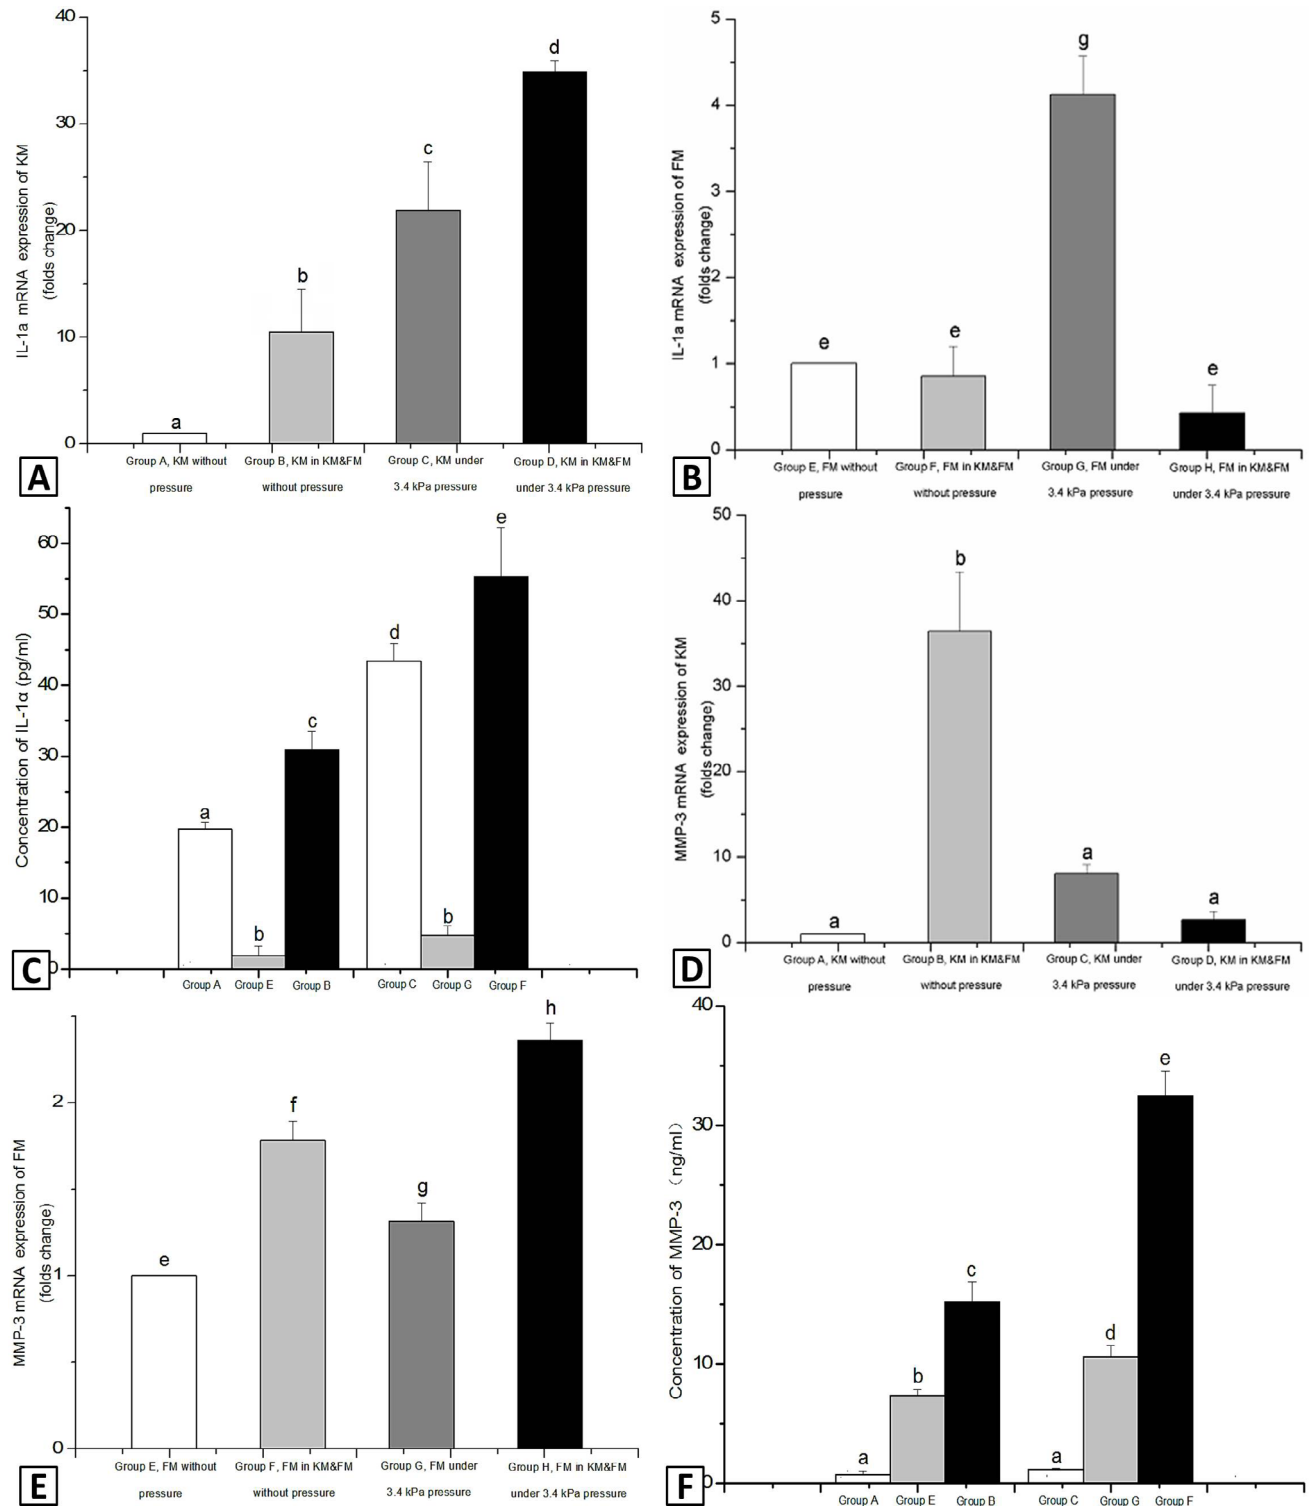 IL-1a mRNA expression of KM
(folds change)
40
30
20
10
0
a
b
c
d
Group A, KM without
pressure
Group B, KM in KM&FM
without pressure
Group C, KM under
3.4 kPa pressure
Group D, KM in KM&FM
under 3.4 kPa pressure
A
IL-1a mRNA expression of FM
(folds change)
5
4
3
2
1
0
e
e
g
e
Group E, FM without
pressure
Group F, FM in KM&FM
without pressure
Group G, FM under
3.4 kPa pressure
Group H, FM in KM&FM
under 3.4 kPa pressure
B
Concentration of IL-1α (pg/ml)
60
50
40
30
20
10
0
a
b
c
d
b
e
Group A
Group E
Group B
Group C
Group G
Group F
C
MMP-3 mRNA expression of KM
(folds change)
50
40
30
20
10
0
a
b
a
a
Group A, KM without
pressure
Group B, KM in KM&FM
without pressure
Group C, KM under
3.4 kPa pressure
Group D, KM in KM&FM
under 3.4 kPa pressure
D
MMP-3 mRNA expression of FM
(folds change)
2
1
0
e
f
g
h
Group E, FM without
pressure
Group F, FM in KM&FM
without pressure
Group G, FM under
3.4 kPa pressure
Group H, FM in KM&FM
under 3.4 kPa pressure
E
Concentration of MMP-3 （ng/ml）
40
30
20
10
0
a
b
c
a
d
e
Group A
Group E
Group B
Group C
Group G
Group F
F